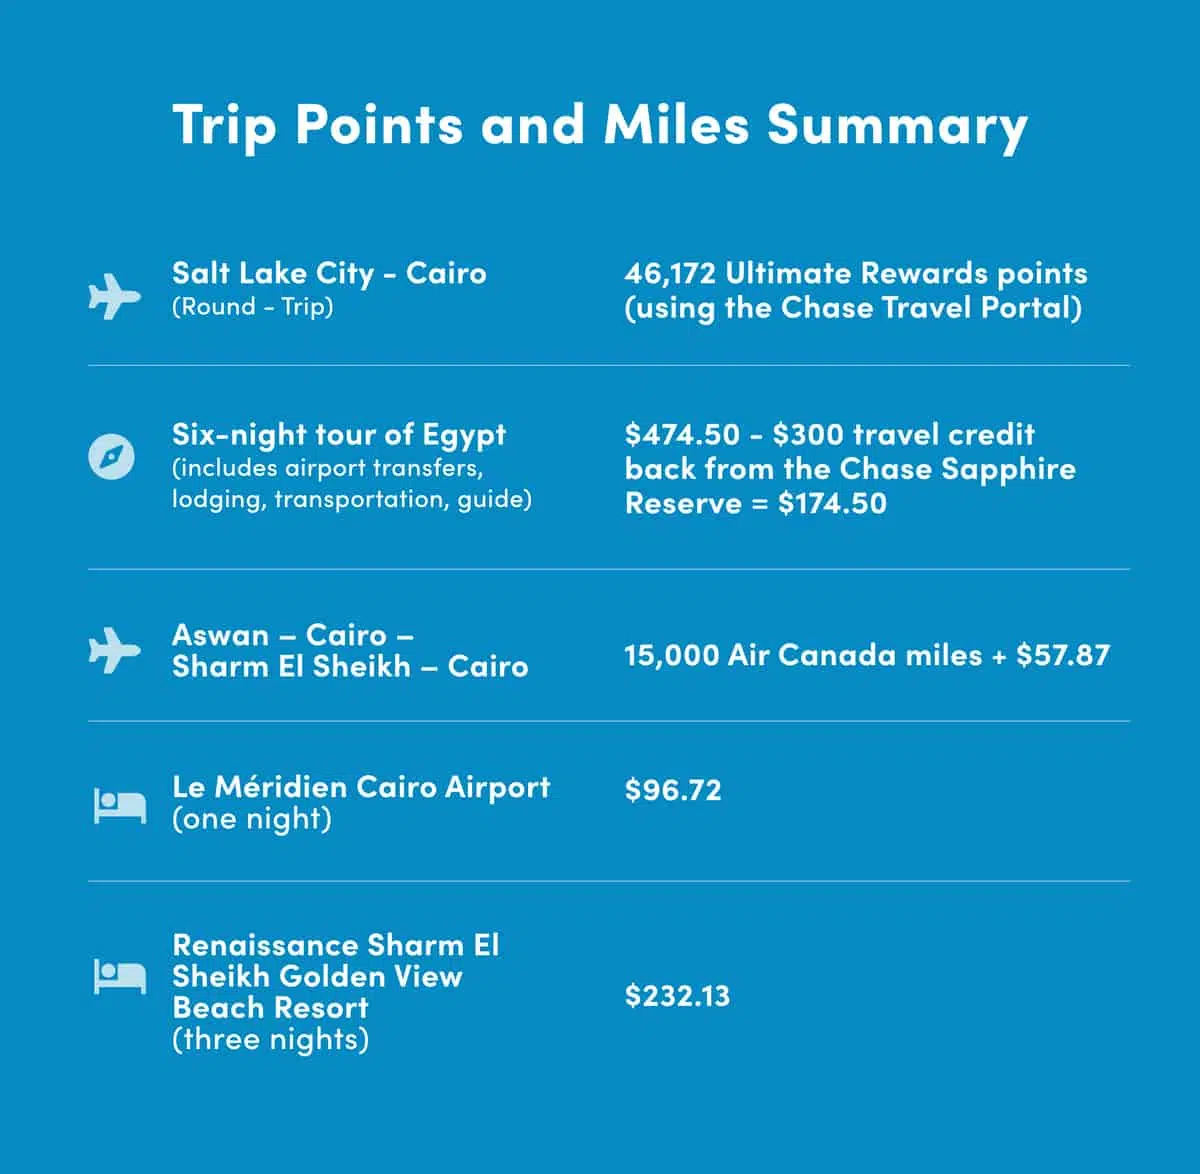 Trip Points and Miles Summary
Salt Lake City - Cairo
(Round - Trip)
46,172 Ultimate Rewards points
(using the Chase Travel Portal)
Six-night tour of Egypt
(includes airport transfers,
lodging, transportation, guide)
$474.50 - $300 travel credit
back from the Chase Sapphire
Reserve = $174.50
Aswan – Cairo –
Sharm El Sheikh – Cairo
15,000 Air Canada miles + $57.87
Le Méridien Cairo Airport
(one night)
$96.72
Renaissance Sharm El
Sheikh Golden View
Beach Resort
(three nights)
$232.13